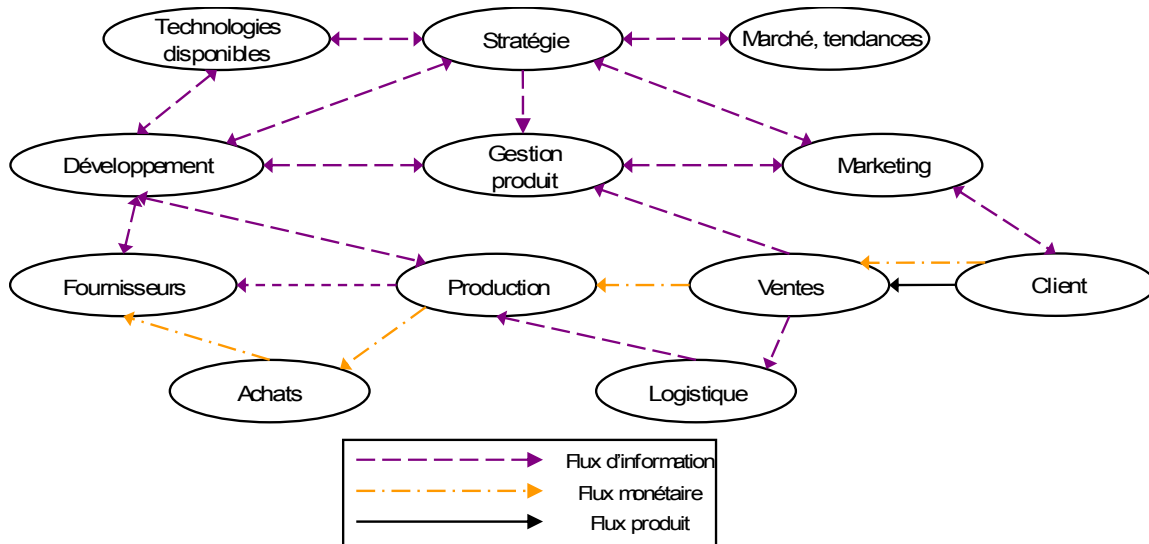 Technologies
disponibles
Stratégie
Marché, tendances
Développement
Gestion
produit
Marketing
Fournisseurs
Production
Ventes
Client
Achats
Logistique
Flux d'information
Flux monétaire
Flux produit